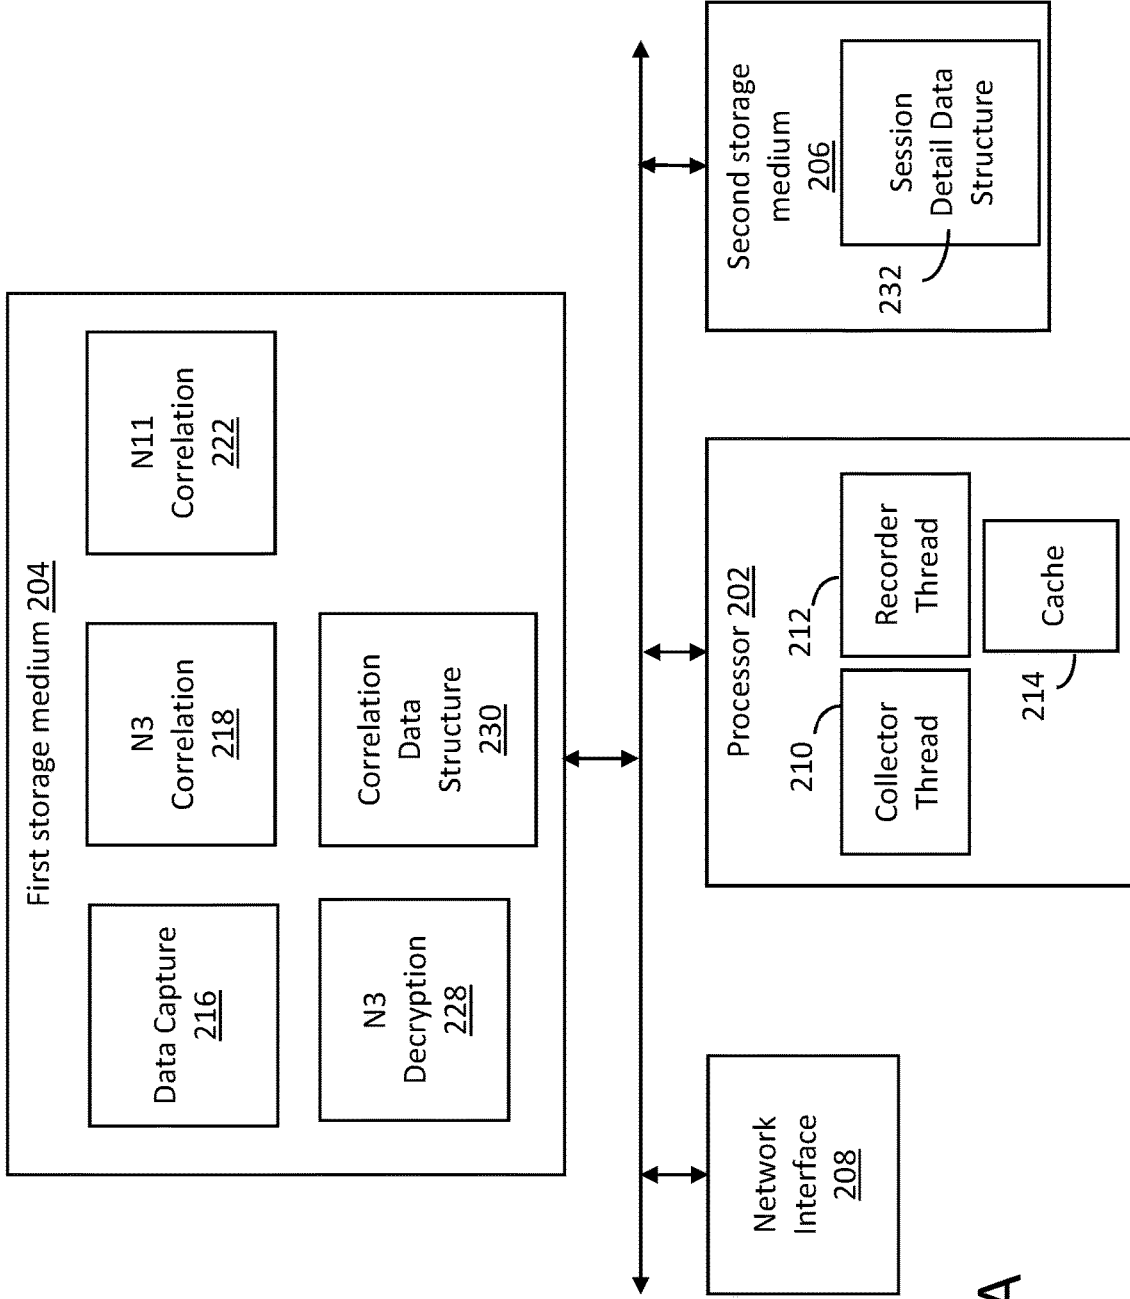 First storage medium 204
Data Capture
216
N3
Correlation
218
N11
Correlation
222
N3
Decryption
228
Correlation
Data
Structure
230
Network
Interface
208
Processor 202
210
Collector
Thread
212
Recorder
Thread
214
Cache
Second storage
medium
206
232
Session
Detail Data
Structure
A